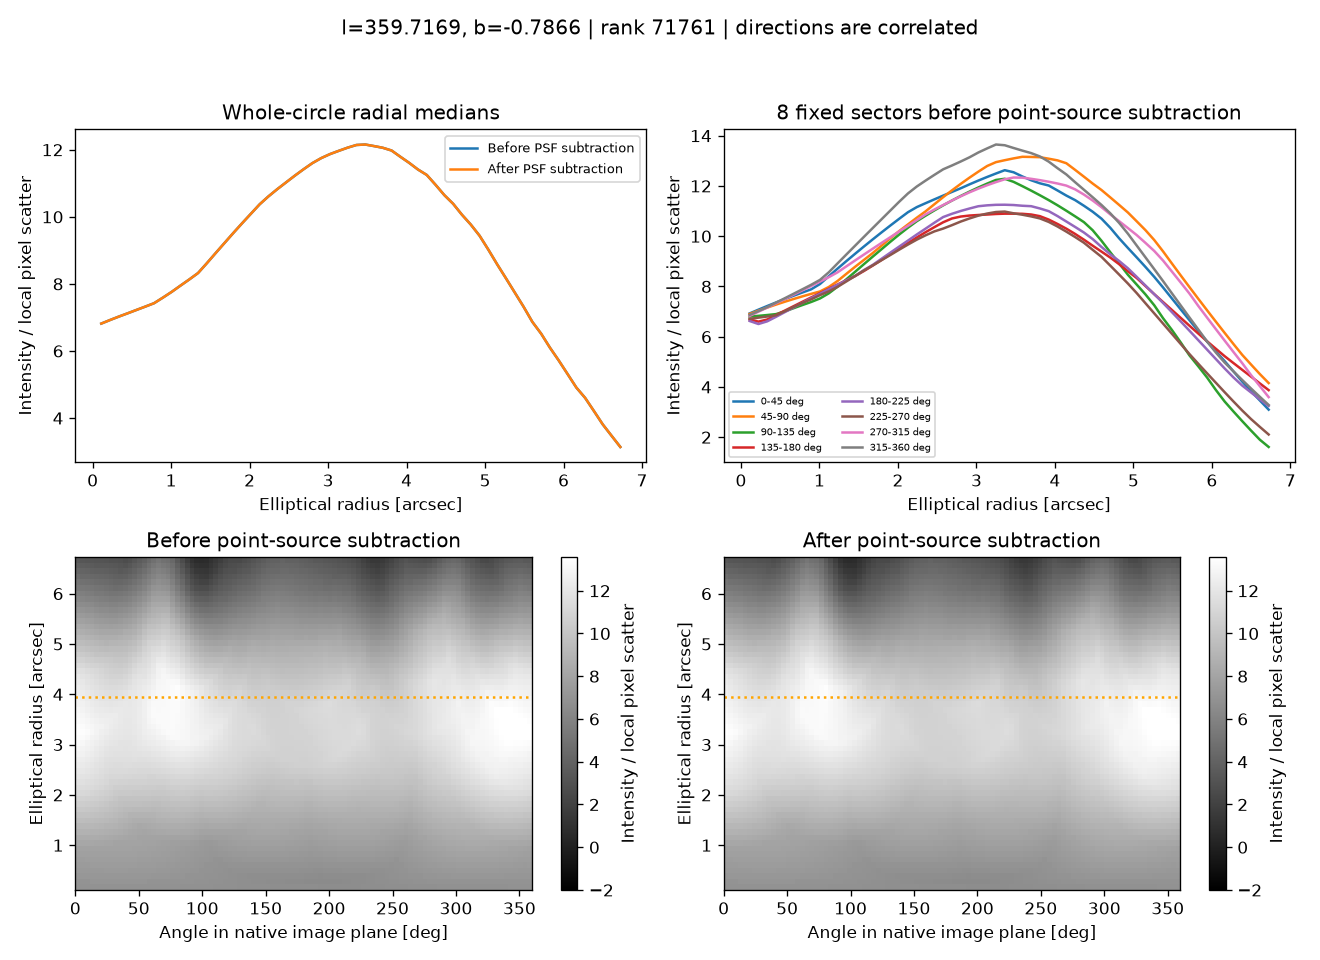 l=359.7169, b=-0.7866 | rank 71761 | directions are correlated
Whole-circle radial medians
Before PSF subtraction
After PSF subtraction
12
10
8
6
4
0 1 2 3 4 5 6 7
Elliptical radius [arcsec]
Intensity / local pixel scatter
8 fixed sectors before point-source subtraction
14
12
10
8
6
4
2
0-45 deg
45-90 deg
90-135 deg
135-180 deg
180-225 deg
225-270 deg
270-315 deg
315-360 deg
0 1 2 3 4 5 6 7
Elliptical radius [arcsec]
Intensity / local pixel scatter
Before point-source subtraction
6
5
4
3
2
1
0 50 100 150 200 250 300 350
Angle in native image plane [deg]
Elliptical radius [arcsec]
12
10
8
6
4
2
0
−2
Intensity / local pixel scatter
After point-source subtraction
6
5
4
3
2
1
0 50 100 150 200 250 300 350
Angle in native image plane [deg]
Elliptical radius [arcsec]
12
10
8
6
4
2
0
−2
Intensity / local pixel scatter